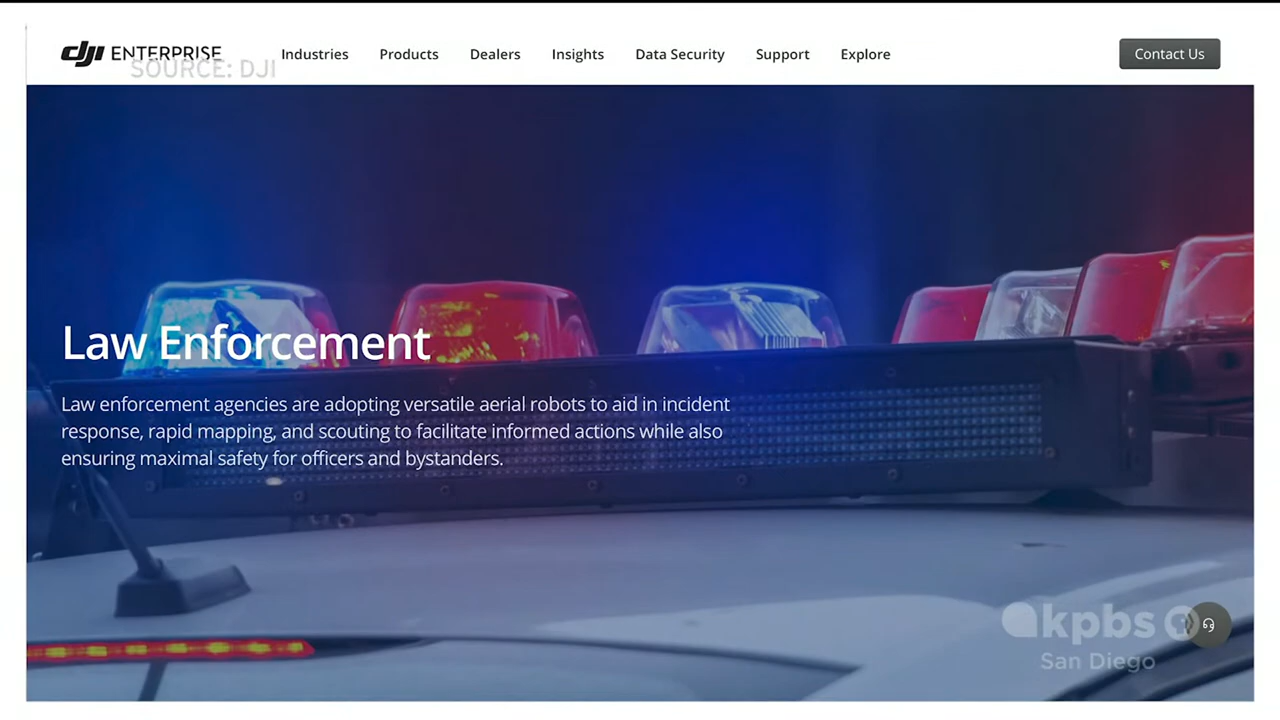 dji ENTERPRISE
SOURCE: DJI
Industries
Products
Dealers
Insights
Data Security
Support
Explore
Contact Us
Law Enforcement
Law enforcement agencies are adopting versatile aerial robots to aid in incident
response, rapid mapping, and scouting to facilitate informed actions while also
ensuring maximal safety for officers and bystanders.
kpbs
San Diego